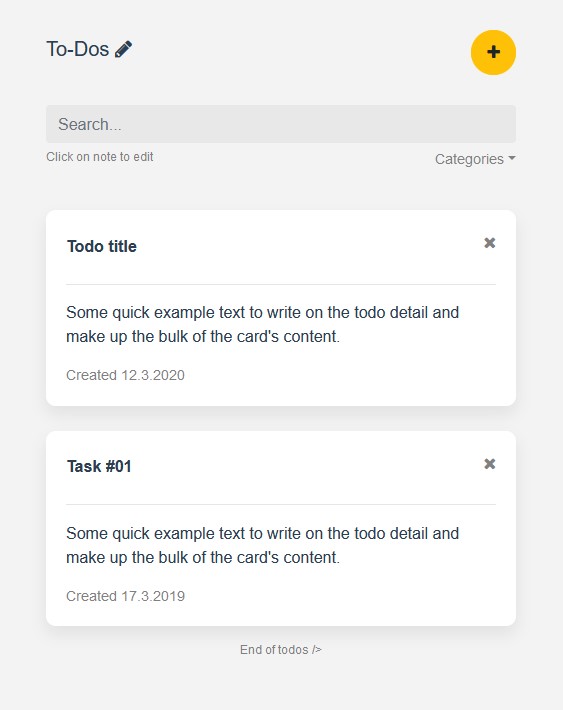 To-Dos
Search...
Click on note to edit
Categories
Todo title
Some quick example text to write on the todo detail and
make up the bulk of the card's content.
Created 12.3.2020
Task #01
Some quick example text to write on the todo detail and
make up the bulk of the card's content.
Created 17.3.2019
End of todos />